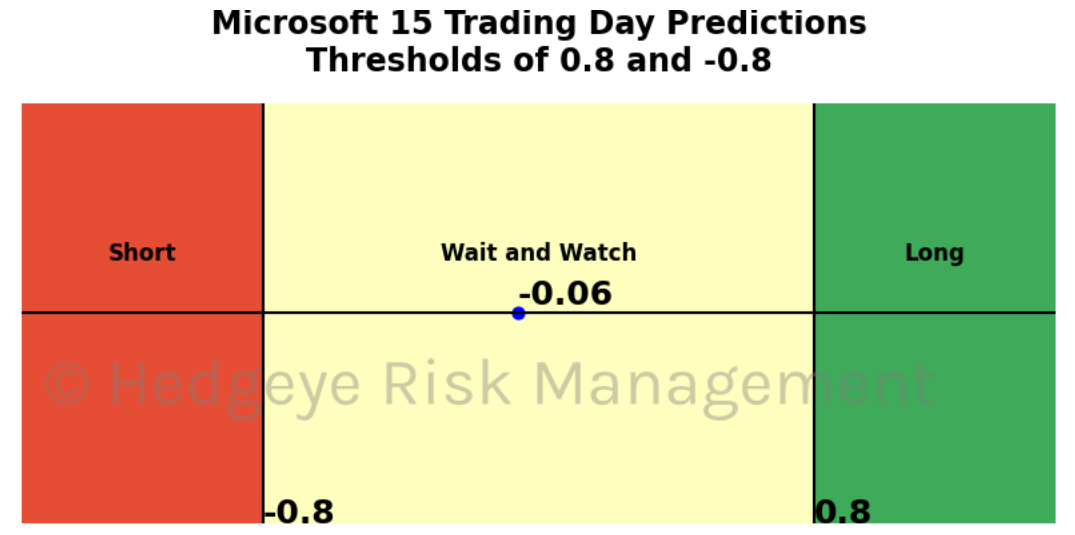 Microsoft 15 Trading Day Predictions
Thresholds of 0.8 and -0.8
Short
Wait and Watch
Long
-0.06
© Hedgeye Risk Management
-0.8
0.8